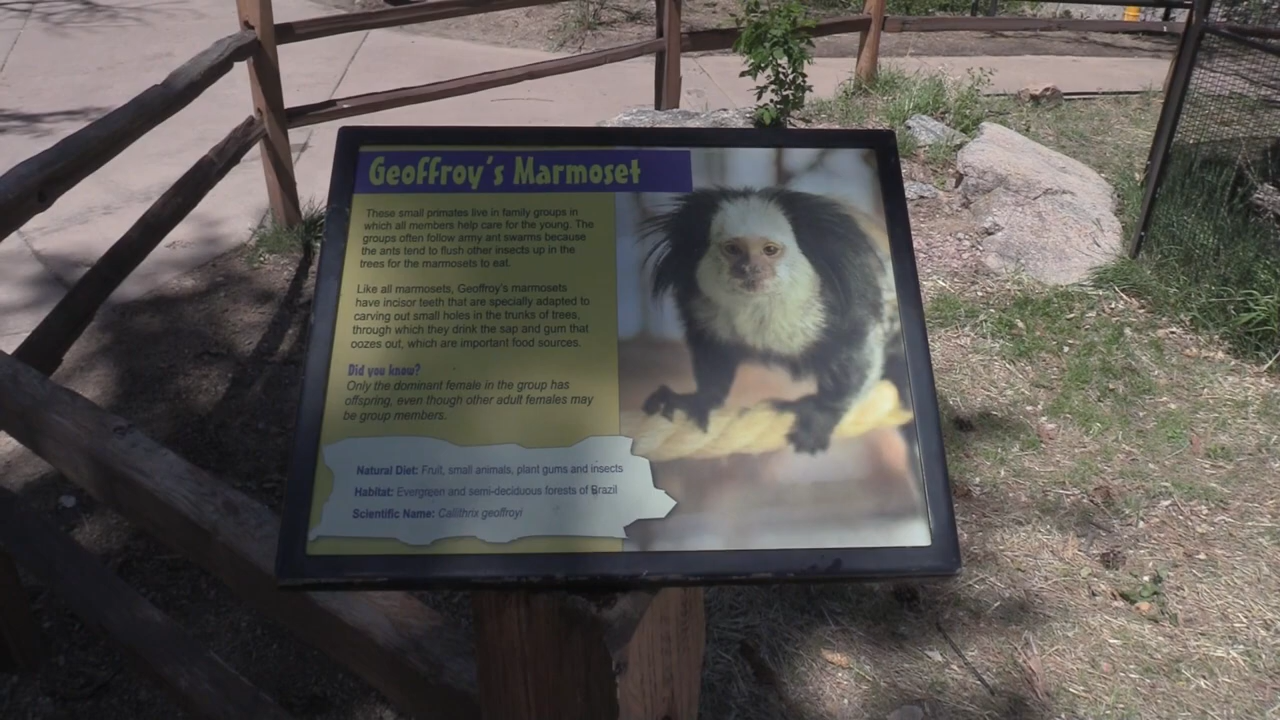 Geoffroy's Marmoset
These small primates live in family groups in
which all members help care for the young. The
groups often follow army ant swarms because
the ants tend to flush other insects up in the
trees for the marmosets to eat.
Like all marmosets, Geoffroy's marmosets
have incisor teeth that are specially adapted to
carving out small holes in the trunks of trees,
through which they drink the sap and gum that
oozes out, which are important food sources.
Did you know?
Only the dominant female in the group has
offspring, even though other adult females may
be group members.
Natural Diet: Fruit, small animals, plant gums and insects
Habitat: Evergreen and semi-deciduous forests of Brazil
Scientific Name: Callithrix geoffroyi